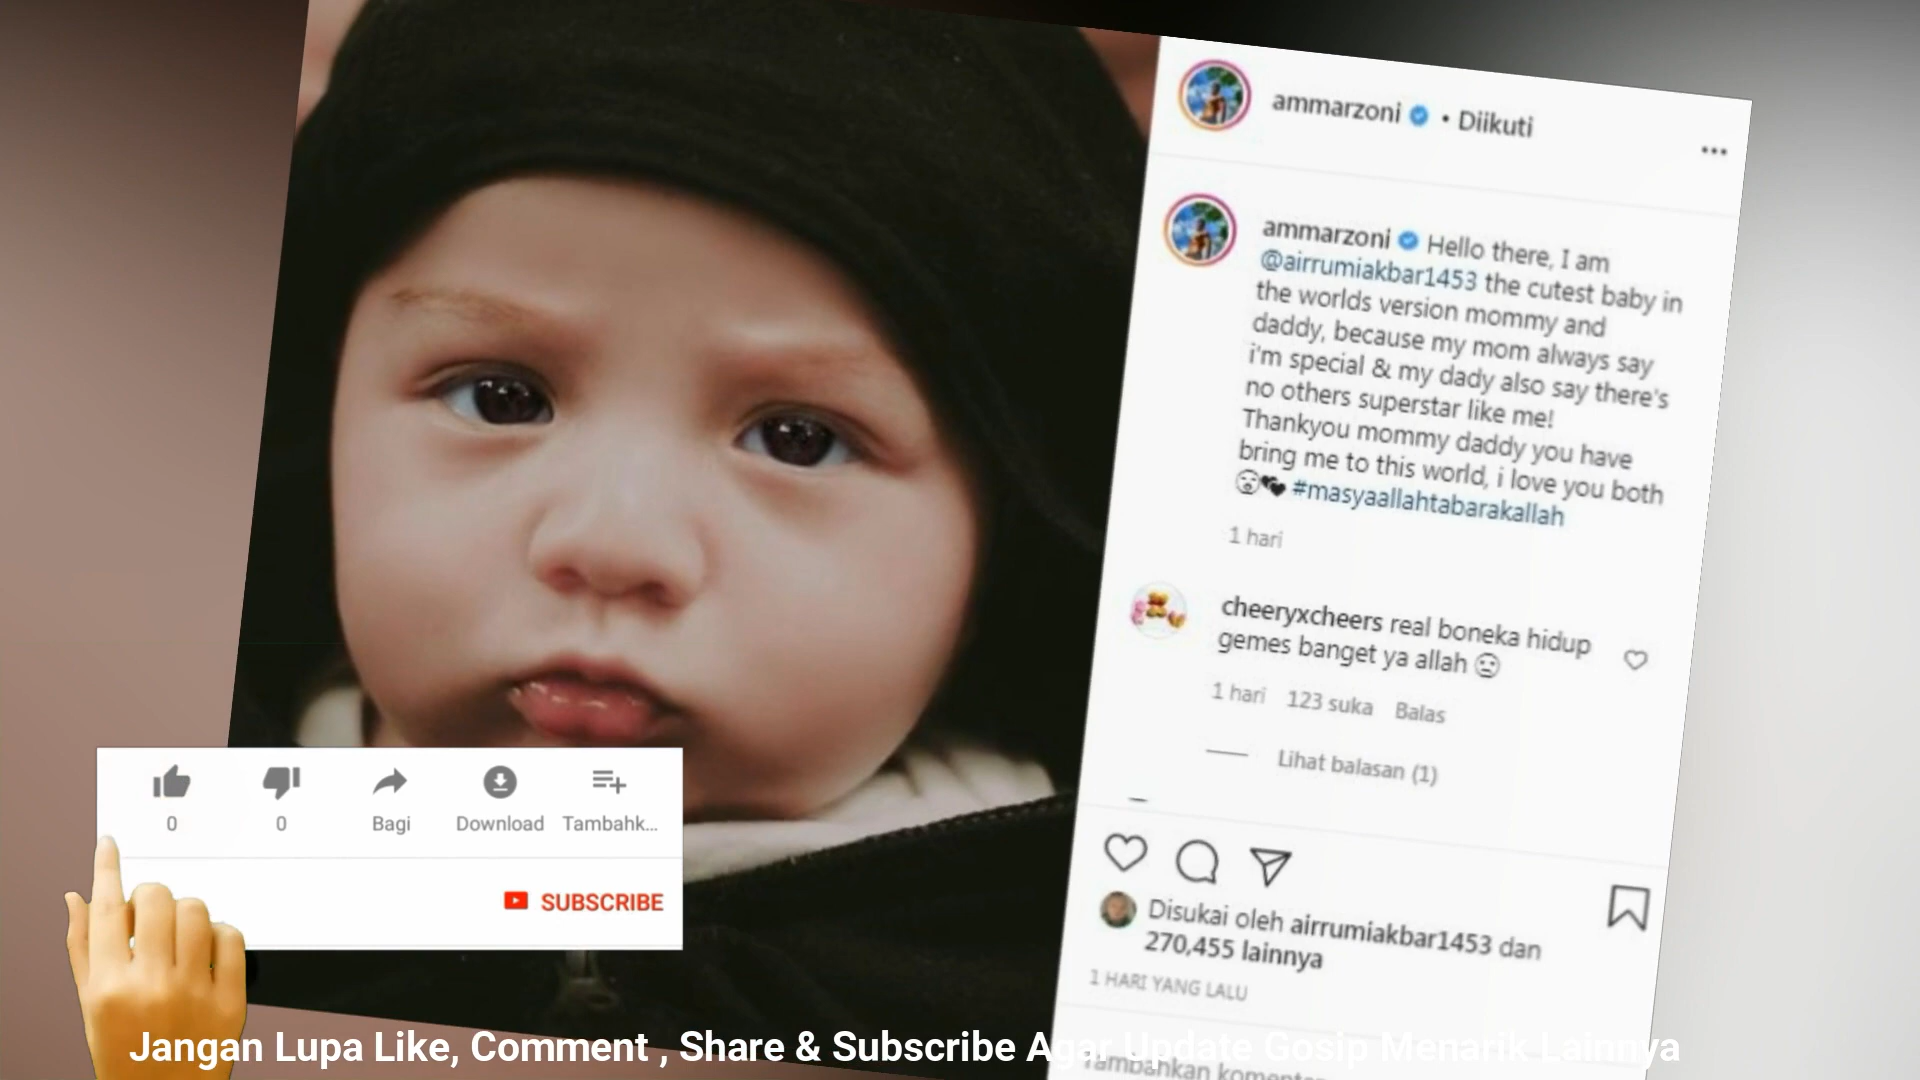 ammarzoni • Diikuti
ammarzoni Hello there, I am
@airrumiakbar1453 the cutest baby in
the worlds version mommy and
daddy, because my mom always say
i'm special & my dady also say there's
no others superstar like me!
Thankyou mommy daddy you have
bring me to this world, i love you both
#masyaallahtabarakallah
1 hari
cheeryxcheers real boneka hidup
gemes banget ya allah
1 hari 123 suka Balas
Lihat balasan (1)
Disukai oleh airrumiakbar1453 dan
270,455 lainnya
1 HARI YANG LALU
Tambahkan komentar
0 0 Bagi Download Tambahk...
SUBSCRIBE
Jangan Lupa Like, Comment , Share & Subscribe Agar Update Gosip Menarik Lainnya